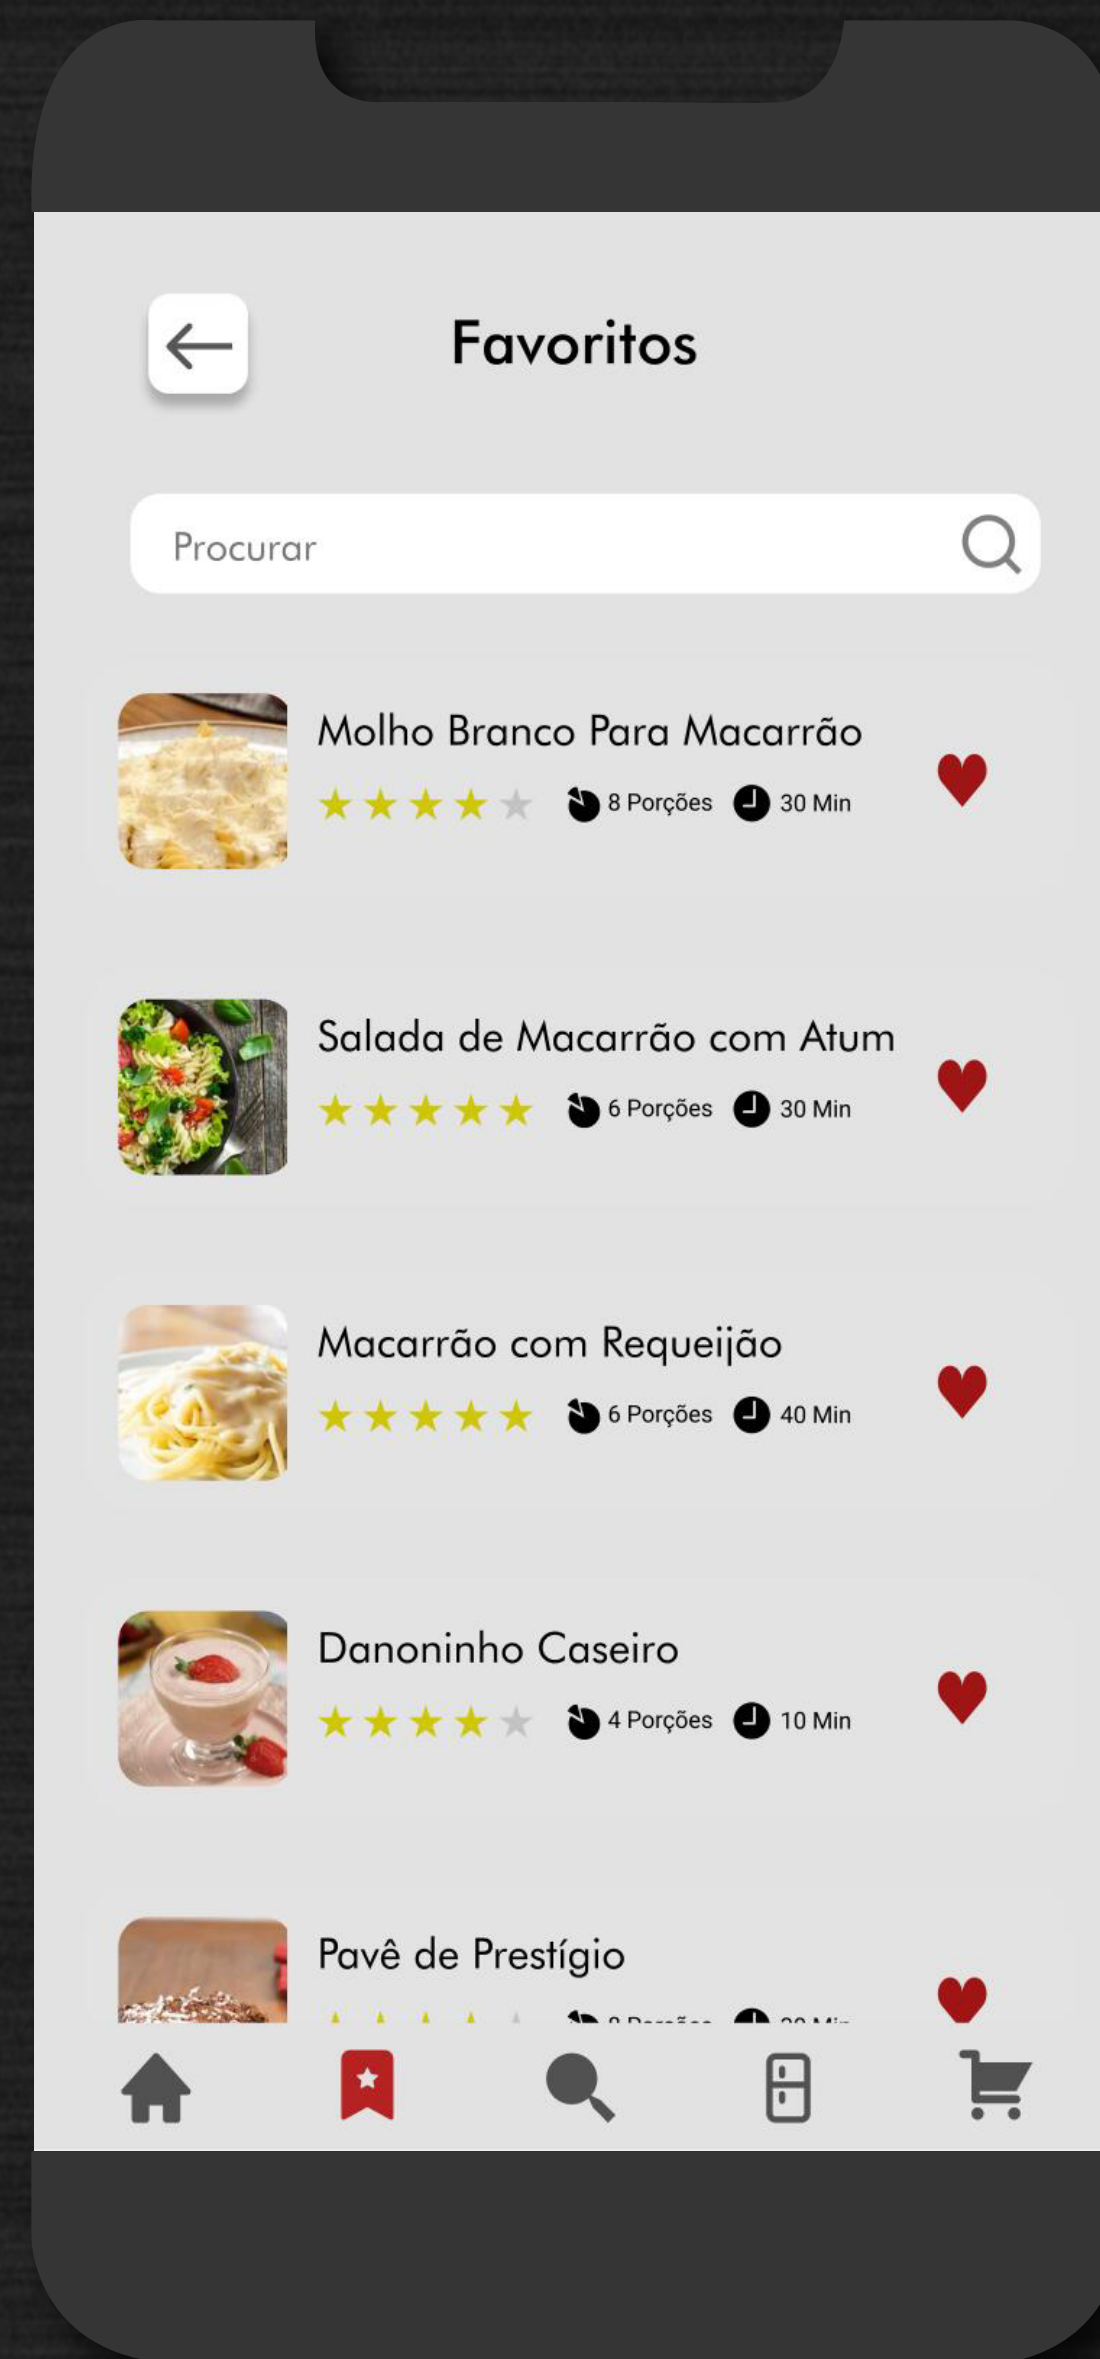 Favoritos
Procurar
Molho Branco Para Macarrão
8 Porções 30 Min
Salada de Macarrão com Atum
6 Porções 30 Min
Macarrão com Requeijão
6 Porções 40 Min
Danoninho Caseiro
4 Porções 10 Min
Pavê de Prestígio